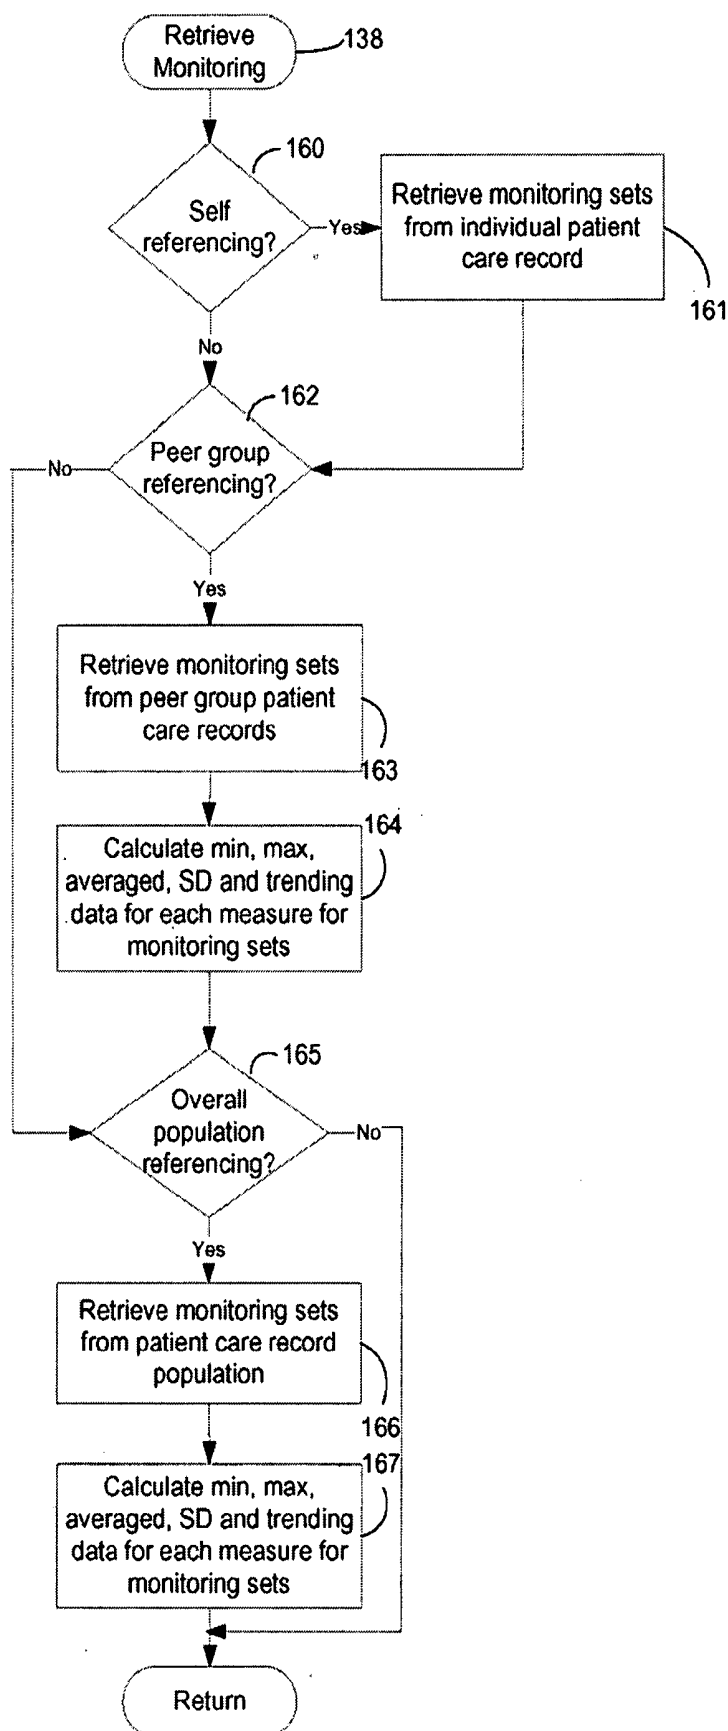 Retrieve
Monitoring
138
160
Self
referencing?
Yes
Retrieve monitoring sets
from individual patient
care record
161
No
162
Peer group
referencing?
No
Yes
Retrieve monitoring sets
from peer group patient
care records
163
164
Calculate min, max,
averaged, SD and trending
data for each measure for
monitoring sets
165
Overall
population
referencing?
No
Yes
Retrieve monitoring sets
from patient care record
population
166
167
Calculate min, max,
averaged, SD and trending
data for each measure for
monitoring sets
Return